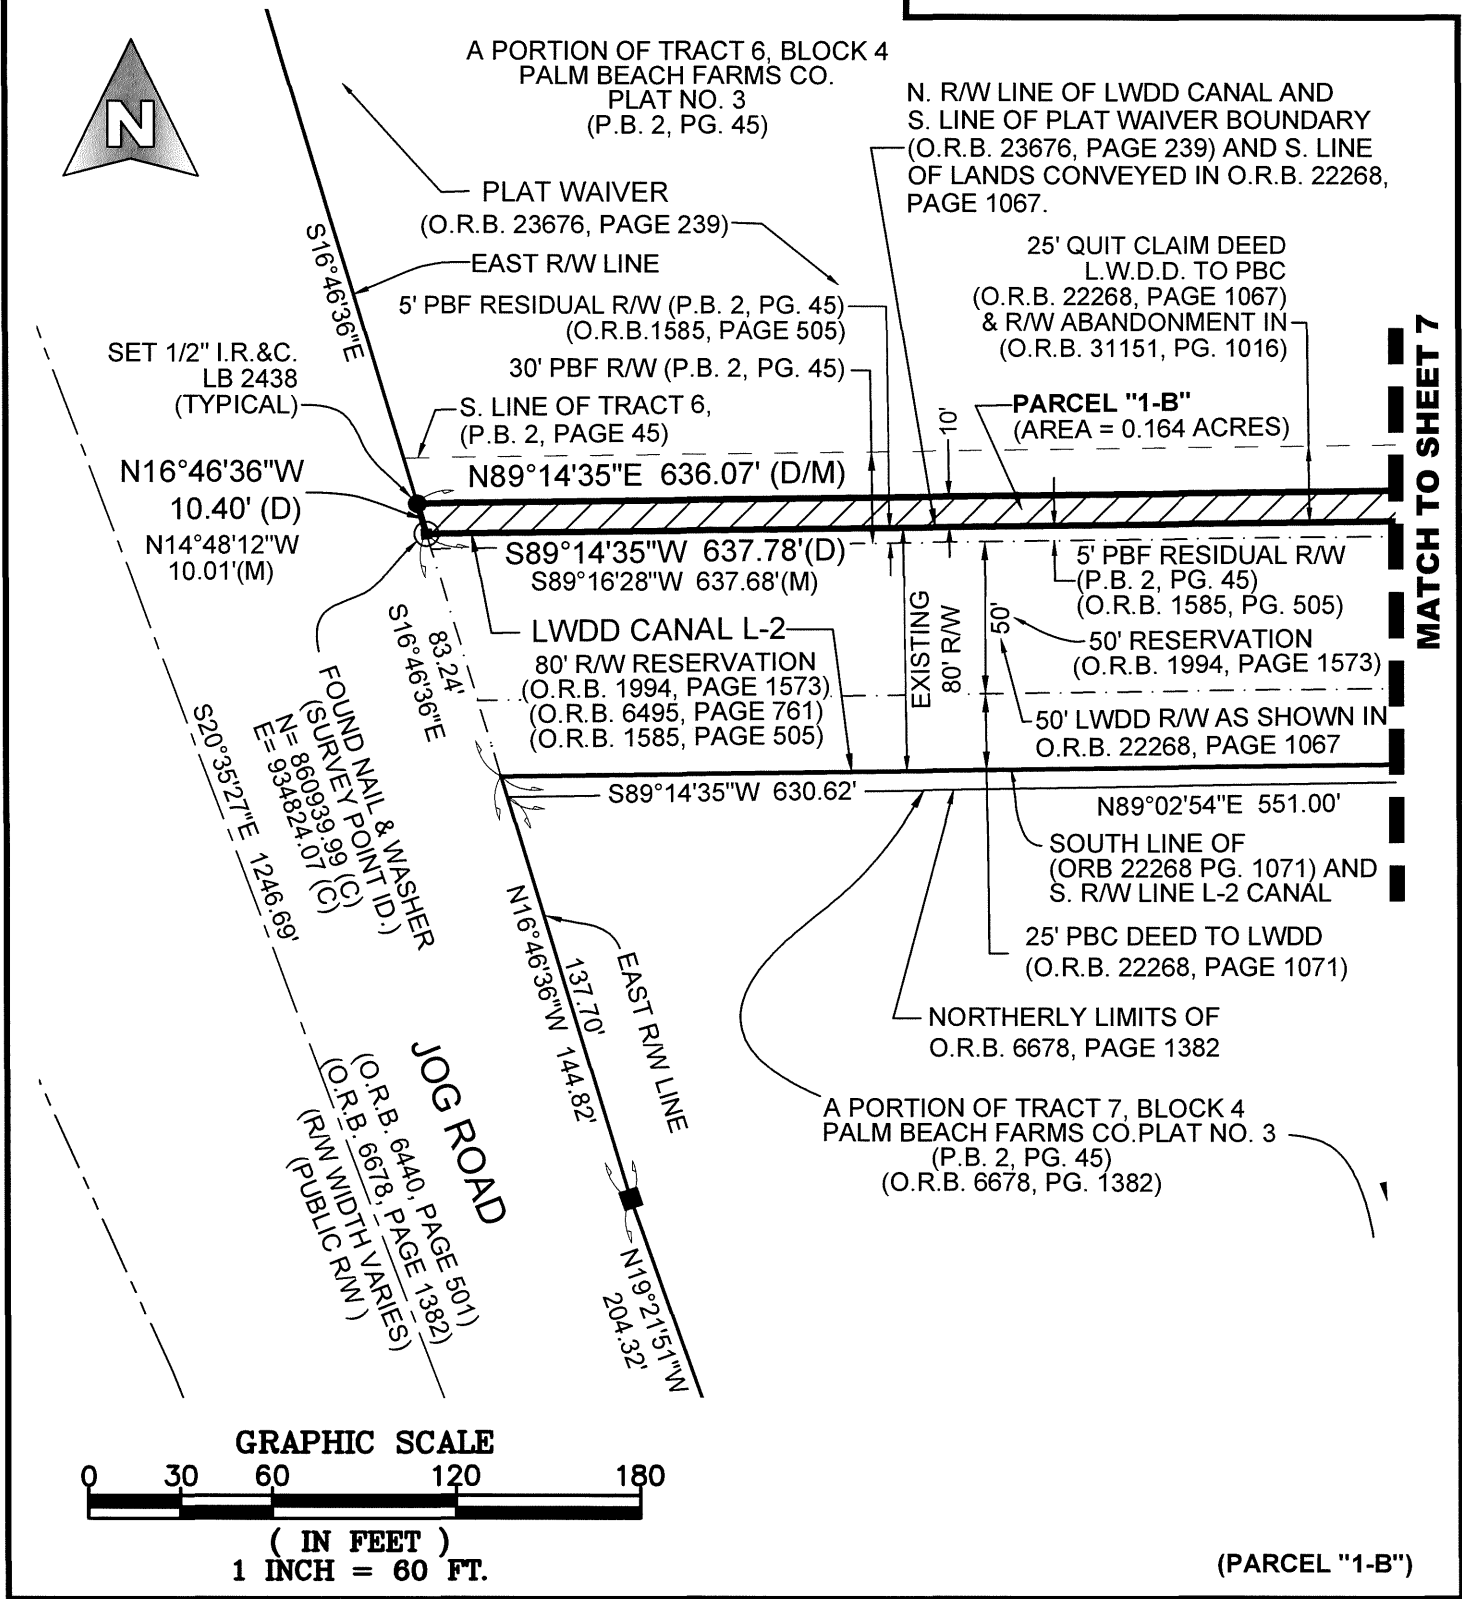 N
A PORTION OF TRACT 6, BLOCK 4
PALM BEACH FARMS CO.
PLAT NO. 3
(P.B. 2, PG. 45)
N. R/W LINE OF LWDD CANAL AND
S. LINE OF PLAT WAIVER BOUNDARY
(O.R.B. 23676, PAGE 239) AND S. LINE
OF LANDS CONVEYED IN O.R.B. 22268,
PAGE 1067.
PLAT WAIVER
(O.R.B. 23676, PAGE 239)
S16°46'36"E
EAST R/W LINE
25' QUIT CLAIM DEED
L.W.D.D. TO PBC
(O.R.B. 22268, PAGE 1067)
& R/W ABANDONMENT IN
(O.R.B. 31151, PG. 1016)
5' PBF RESIDUAL R/W (P.B. 2, PG. 45)
(O.R.B.1585, PAGE 505)
30' PBF R/W (P.B. 2, PG. 45)
SET 1/2" I.R.&C.
LB 2438
(TYPICAL)
S. LINE OF TRACT 6,
(P.B. 2, PAGE 45)
10'
PARCEL "1-B"
(AREA = 0.164 ACRES)
MATCH TO SHEET 7
N16°46'36"W
10.40' (D)
N14°48'12"W
10.01'(M)
N89°14'35"E 636.07' (D/M)
S89°14'35"W 637.78'(D)
S89°16'28"W 637.68'(M)
5' PBF RESIDUAL R/W
(P.B. 2, PG. 45)
(O.R.B. 1585, PG. 505)
83.24'
S16°46'36"E
LWDD CANAL L-2
80' R/W RESERVATION
(O.R.B. 1994, PAGE 1573)
(O.R.B. 6495, PAGE 761)
(O.R.B. 1585, PAGE 505)
EXISTING
80' R/W
50'
50' RESERVATION
(O.R.B. 1994, PAGE 1573)
50' LWDD R/W AS SHOWN IN
O.R.B. 22268, PAGE 1067
FOUND NAIL & WASHER
(SURVEY POINT ID.)
N= 860939.99 (C)
E= 934824.07 (C)
S20°35'27"E 1246.69'
S89°14'35"W 630.62'
N89°02'54"E 551.00'
SOUTH LINE OF
(ORB 22268 PG. 1071) AND
S. R/W LINE L-2 CANAL
25' PBC DEED TO LWDD
(O.R.B. 22268, PAGE 1071)
137.70'
N16°46'36"W 144.82'
EAST R/W LINE
NORTHERLY LIMITS OF
O.R.B. 6678, PAGE 1382
JOG ROAD
(O.R.B. 6440, PAGE 501)
(O.R.B. 6678, PAGE 1382)
(R/W WIDTH VARIES)
(PUBLIC R/W )
A PORTION OF TRACT 7, BLOCK 4
PALM BEACH FARMS CO.PLAT NO. 3
(P.B. 2, PG. 45)
(O.R.B. 6678, PG. 1382)
N19°21'51"W
204.32'
GRAPHIC SCALE
0 30 60 120 180
( IN FEET )
1 INCH = 60 FT.
(PARCEL "1-B")